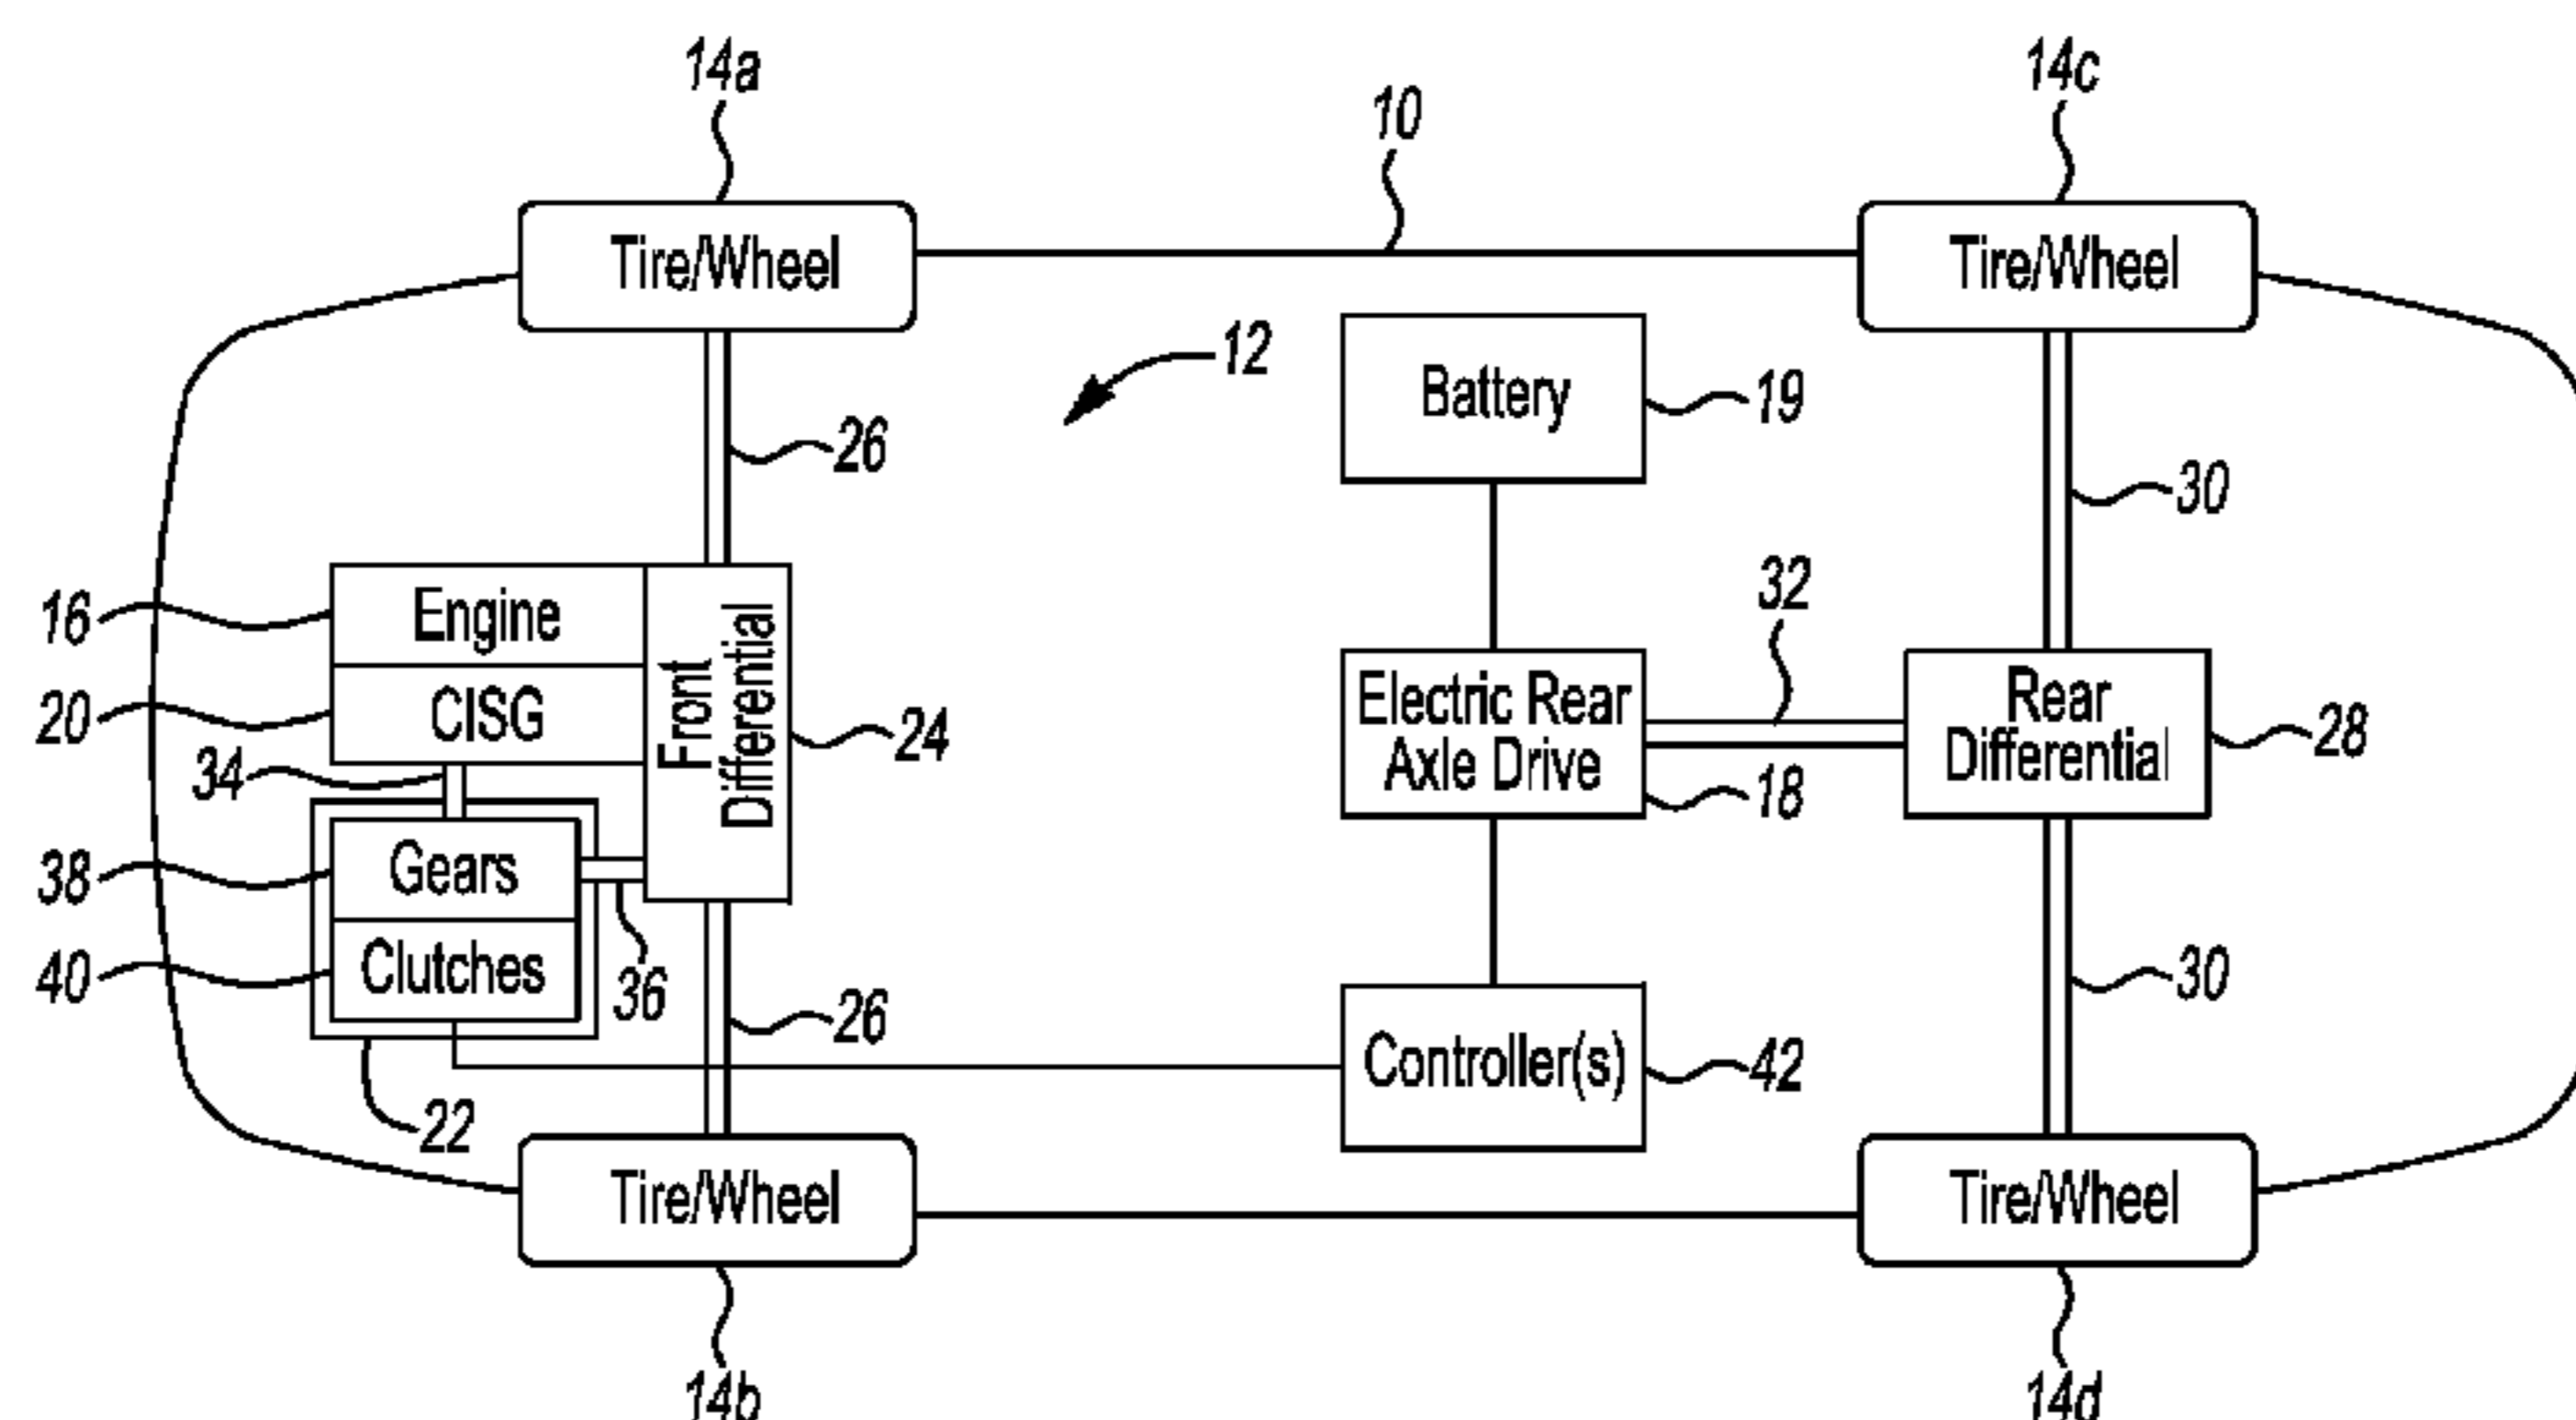 14a
14c
10
Tire/Wheel
Tire/Wheel
12
Battery
19
26
30
32
16
Engine
20
CISG
Front
Differential
24
34
Electric Rear
Axle Drive
18
Rear
Differential
28
38
Gears
40
Clutches
36
26
30
22
Controller(s)
42
Tire/Wheel
Tire/Wheel
14b
14d